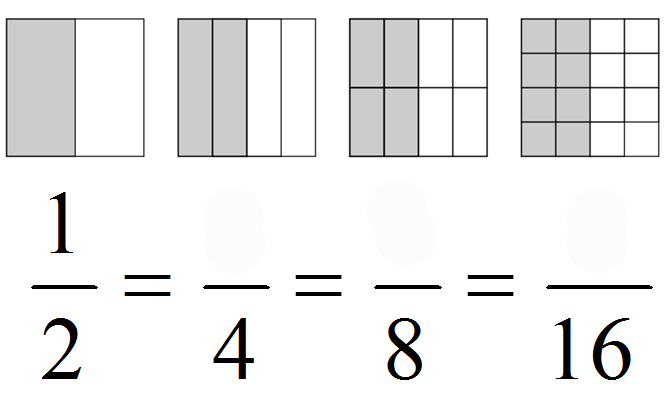 1
= = =
2 4 8 16